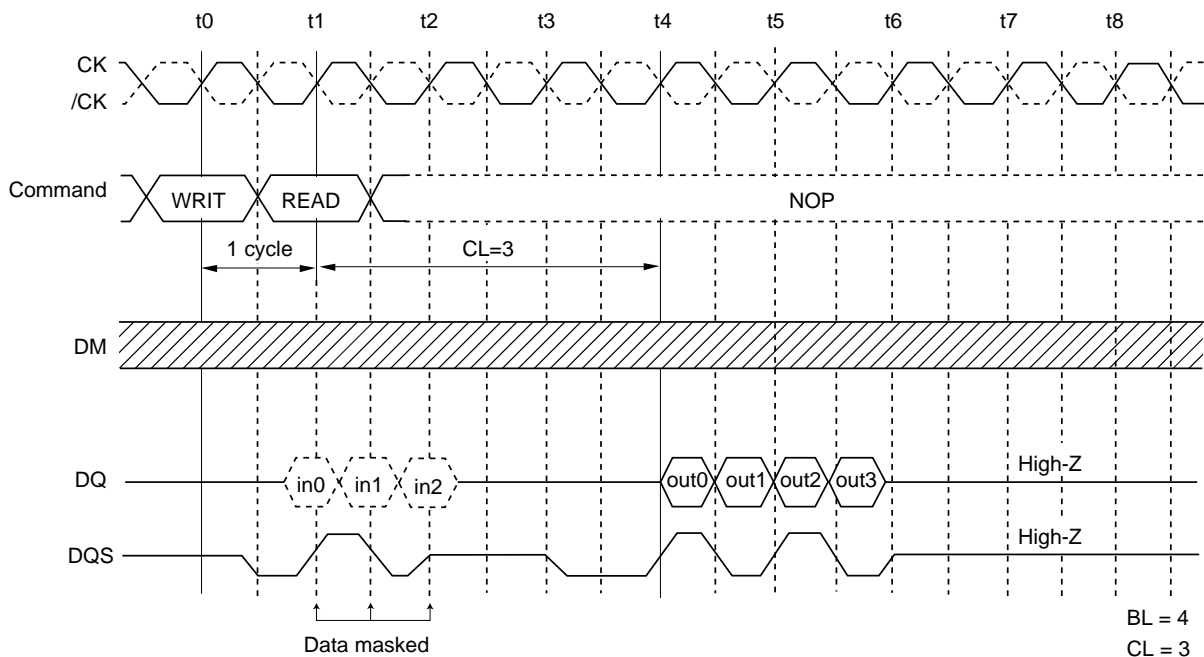 t0 t1 t2 t3 t4 t5 t6 t7 t8
CK
/CK
Command WRIT READ NOP
1 cycle CL=3
DM
DQ in0 in1 in2 out0 out1 out2 out3 High-Z
DQS High-Z
Data masked
BL = 4
CL = 3